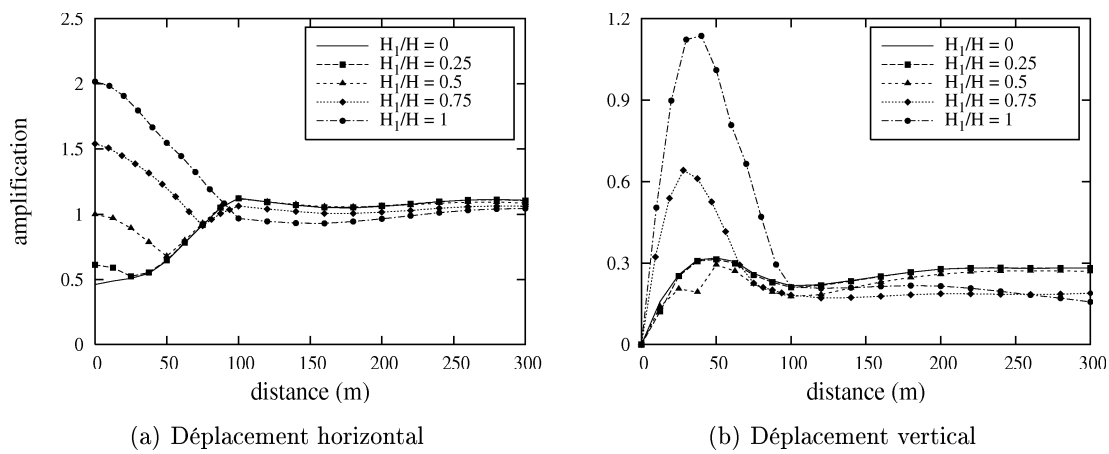 2.5
2
1.5
1
0.5
0
amplification
H1/H = 0
H1/H = 0.25
H1/H = 0.5
H1/H = 0.75
H1/H = 1
0 50 100 150 200 250 300
distance (m)
(a) Déplacement horizontal
1.2
0.9
0.6
0.3
0
H1/H = 0
H1/H = 0.25
H1/H = 0.5
H1/H = 0.75
H1/H = 1
0 50 100 150 200 250 300
distance (m)
(b) Déplacement vertical